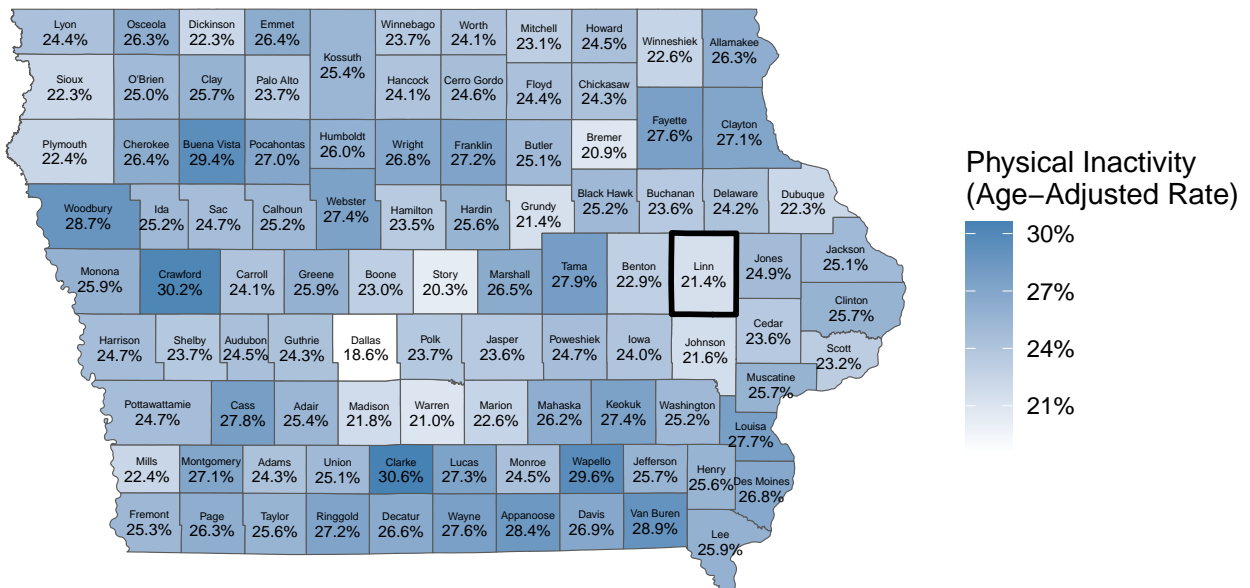 Lyon
24.4%
Osceola
26.3%
Dickinson
22.3%
Emmet
26.4%
Kossuth
25.4%
Winnebago
23.7%
Worth
24.1%
Mitchell
23.1%
Howard
24.5%
Winneshiek
22.6%
Allamakee
26.3%
Sioux
22.3%
O'Brien
25.0%
Clay
25.7%
Palo Alto
23.7%
Hancock
24.1%
Cerro Gordo
24.6%
Floyd
24.4%
Chickasaw
24.3%
Fayette
27.6%
Clayton
27.1%
Plymouth
22.4%
Cherokee
26.4%
Buena Vista
29.4%
Pocahontas
27.0%
Humboldt
26.0%
Wright
26.8%
Franklin
27.2%
Butler
25.1%
Bremer
20.9%
Woodbury
28.7%
Ida
25.2%
Sac
24.7%
Calhoun
25.2%
Webster
27.4%
Hamilton
23.5%
Hardin
25.6%
Grundy
21.4%
Black Hawk
25.2%
Buchanan
23.6%
Delaware
24.2%
Dubuque
22.3%
Monona
25.9%
Crawford
30.2%
Carroll
24.1%
Greene
25.9%
Boone
23.0%
Story
20.3%
Marshall
26.5%
Tama
27.9%
Benton
22.9%
Linn
21.4%
Jones
24.9%
Jackson
25.1%
Clinton
25.7%
Harrison
24.7%
Shelby
23.7%
Audubon
24.5%
Guthrie
24.3%
Dallas
18.6%
Polk
23.7%
Jasper
23.6%
Poweshiek
24.7%
Iowa
24.0%
Johnson
21.6%
Cedar
23.6%
Scott
23.2%
Muscatine
25.7%
Pottawattamie
24.7%
Cass
27.8%
Adair
25.4%
Madison
21.8%
Warren
21.0%
Marion
22.6%
Mahaska
26.2%
Keokuk
27.4%
Washington
25.2%
Louisa
27.7%
Mills
22.4%
Montgomery
27.1%
Adams
24.3%
Union
25.1%
Clarke
30.6%
Lucas
27.3%
Monroe
24.5%
Wapello
29.6%
Jefferson
25.7%
Henry
25.6%
Des Moines
26.8%
Fremont
25.3%
Page
26.3%
Taylor
25.6%
Ringgold
27.2%
Decatur
26.6%
Wayne
27.6%
Appanoose
28.4%
Davis
26.9%
Van Buren
28.9%
Lee
25.9%
Physical Inactivity
(Age−Adjusted Rate)
30%
27%
24%
21%